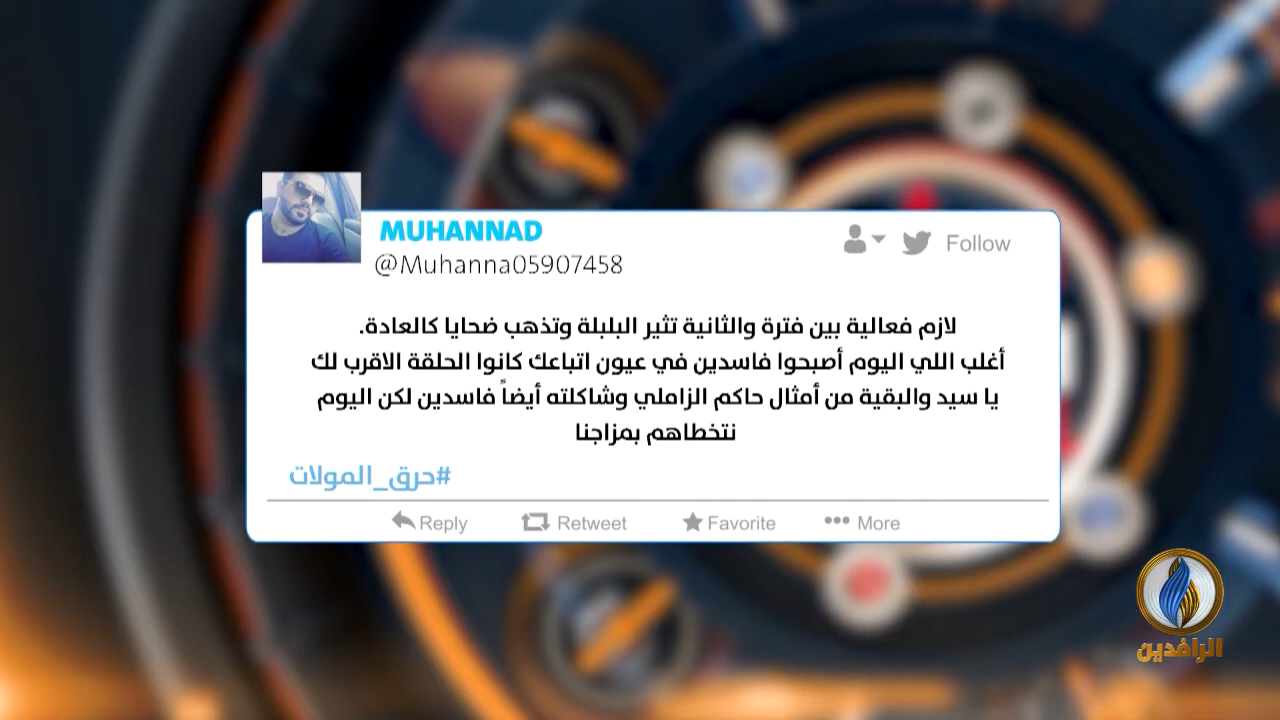 MUHANNAD
@Muhanna05907458
Follow
لازم فعالية بين فترة والثانية تثير البلبلة وتذهب ضحايا كالعادة.
أغلب اللي اليوم أصبحوا فاسدين في عيون اتباعك كانوا الحلقة الاقرب لك
يا سيد والبقية من أمثال حاكم الزاملي وشاكلته أيضاً فاسدين لكن اليوم
نتخطاهم بمزاجنا
#حرق_المولات
Reply Retweet Favorite More
الرافدين